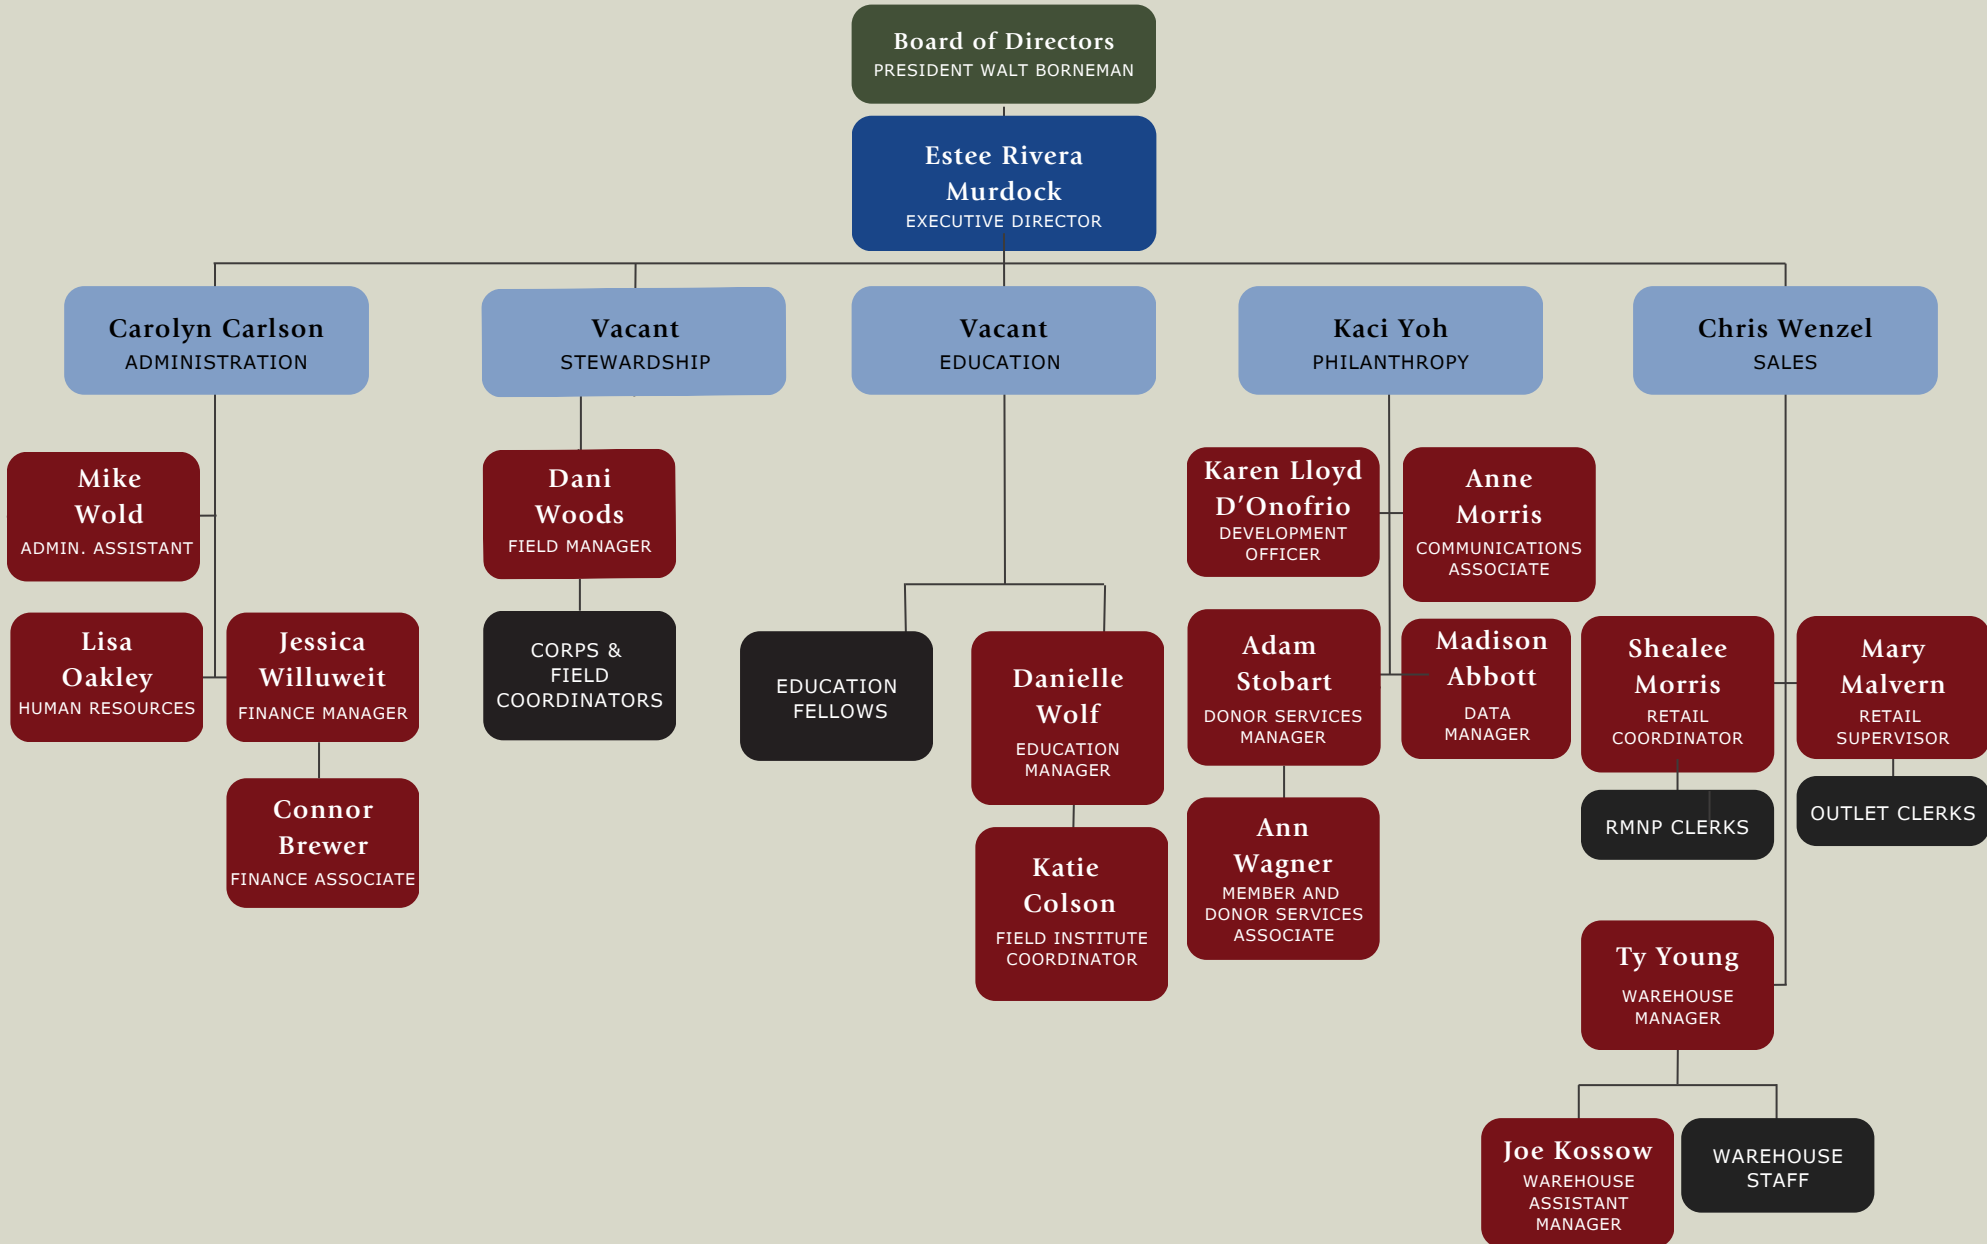 Board of Directors
PRESIDENT WALT BORNEMAN
Estee Rivera
Murdock
EXECUTIVE DIRECTOR
Carolyn Carlson
ADMINISTRATION
Vacant
STEWARDSHIP
Vacant
EDUCATION
Kaci Yoh
PHILANTHROPY
Chris Wenzel
SALES
Mike
Wold
ADMIN. ASSISTANT
Lisa
Oakley
HUMAN RESOURCES
Jessica
Willuweit
FINANCE MANAGER
Connor
Brewer
FINANCE ASSOCIATE
Dani
Woods
FIELD MANAGER
CORPS &
FIELD
COORDINATORS
EDUCATION
FELLOWS
Danielle
Wolf
EDUCATION
MANAGER
Katie
Colson
FIELD INSTITUTE
COORDINATOR
Karen Lloyd
D’Onofrio
DEVELOPMENT
OFFICER
Anne
Morris
COMMUNICATIONS
ASSOCIATE
Adam
Stobart
DONOR SERVICES
MANAGER
Madison
Abbott
DATA
MANAGER
Ann
Wagner
MEMBER AND
DONOR SERVICES
ASSOCIATE
Shealee
Morris
RETAIL
COORDINATOR
Mary
Malvern
RETAIL
SUPERVISOR
RMNP CLERKS
OUTLET CLERKS
Ty Young
WAREHOUSE
MANAGER
Joe Kossow
WAREHOUSE
ASSISTANT
MANAGER
WAREHOUSE
STAFF